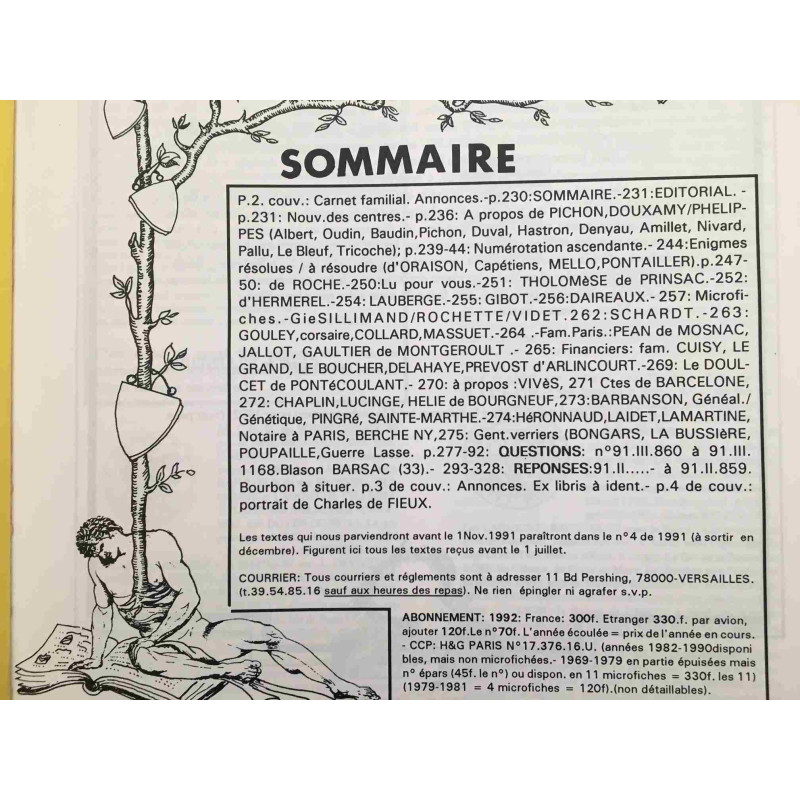 SOMMAIRE
P.2. couv.: Carnet familial. Annonces.-p.230:SOMMAIRE.-231:EDITORIAL. -
p.231: Nouv.des centres.- p.236: A propos de PICHON,DOUXAMY/PHELIP-
PES (Albert, Oudin, Baudin,Pichon, Duval, Hastron, Denyau, Amillet, Nivard,
Pallu, Le Bleuf, Tricoche); p.239-44: Numérotation ascendante.- 244:Enigmes
résolues / à résoudre (d'ORAISON, Capétiens, MELLO,PONTAILLER).p.247-
50: de ROCHE.-250:Lu pour vous.-251: THOLOMèSE de PRINSAC.-252:
d'HERMEREL.-254: LAUBERGE.-255: GIBOT.-256:DAIREAUX.- 257: Microfi-
ches.-GieSILLIMAND/ROCHETTE/VIDET.262:SCHARDT.-263:
GOULEY,corsaire,COLLARD,MASSUET.-264 .-Fam.Paris.:PEAN de MOSNAC,
JALLOT, GAULTIER de MONTGEROULT .- 265: Financiers: fam. CUISY, LE
GRAND, LE BOUCHER,DELAHAYE,PREVOST d'ARLINCOURT.-269: Le DOUL-
CET de PONTéCOULANT.- 270: à propos :VIVèS, 271 Ctes de BARCELONE,
272: CHAPLIN,LUCINGE, HELIE de BOURGNEUF,273:BARBANSON, Généal./
Génétique, PINGRé, SAINTE-MARTHE.-274:HéRONNAUD,LAIDET,LAMARTINE,
Notaire à PARIS, BERCHE NY,275: Gent.verriers (BONGARS, LA BUSSIèRE,
POUPAILLE,Guerre Lasse. p.277-92: QUESTIONS: n°91.III.860 à 91.III.
1168.Blason BARSAC (33).- 293-328: REPONSES:91.II.....- à 91.II.859.
Bourbon à situer. p.3 de couv.: Annonces. Ex libris à ident.- p.4 de couv.:
portrait de Charles de FIEUX.
Les textes qui nous parviendront avant le 1Nov.1991 paraîtront dans le n°4 de 1991 (à sortir en
décembre). Figurent ici tous les textes reçus avant le 1 juillet.
COURRIER: Tous courriers et réglements sont à adresser 11 Bd Pershing, 78000-VERSAILLES.
(t.39.54.85.16 sauf aux heures des repas). Ne rien épingler ni agrafer s.v.p.
ABONNEMENT: 1992: France: 300f. Etranger 330.f. par avion,
ajouter 120f.Le n°70f. L'année écoulée = prix de l'année en cours.
- CCP: H&G PARIS N°17.376.16.U. (années 1982-1990disponi
bles, mais non microfichées.- 1969-1979 en partie épuisées mais
n° épars (45f. le n°) ou dispon. en 11 microfiches = 330f. les 11)
(1979-1981 = 4 microfiches = 120f).(non détaillables).